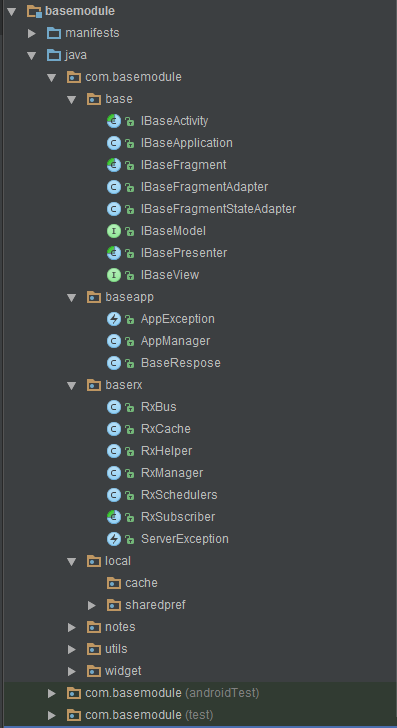 basemodule
manifests
java
com.basemodule
base
IBaseActivity
IBaseApplication
IBaseFragment
IBaseFragmentAdapter
IBaseFragmentStateAdapter
IBaseModel
IBasePresenter
IBaseView
baseapp
AppException
AppManager
BaseRespose
baserx
RxBus
RxCache
RxHelper
RxManager
RxSchedulers
RxSubscriber
ServerException
local
cache
sharedpref
notes
utils
widget
com.basemodule (androidTest)
com.basemodule (test)